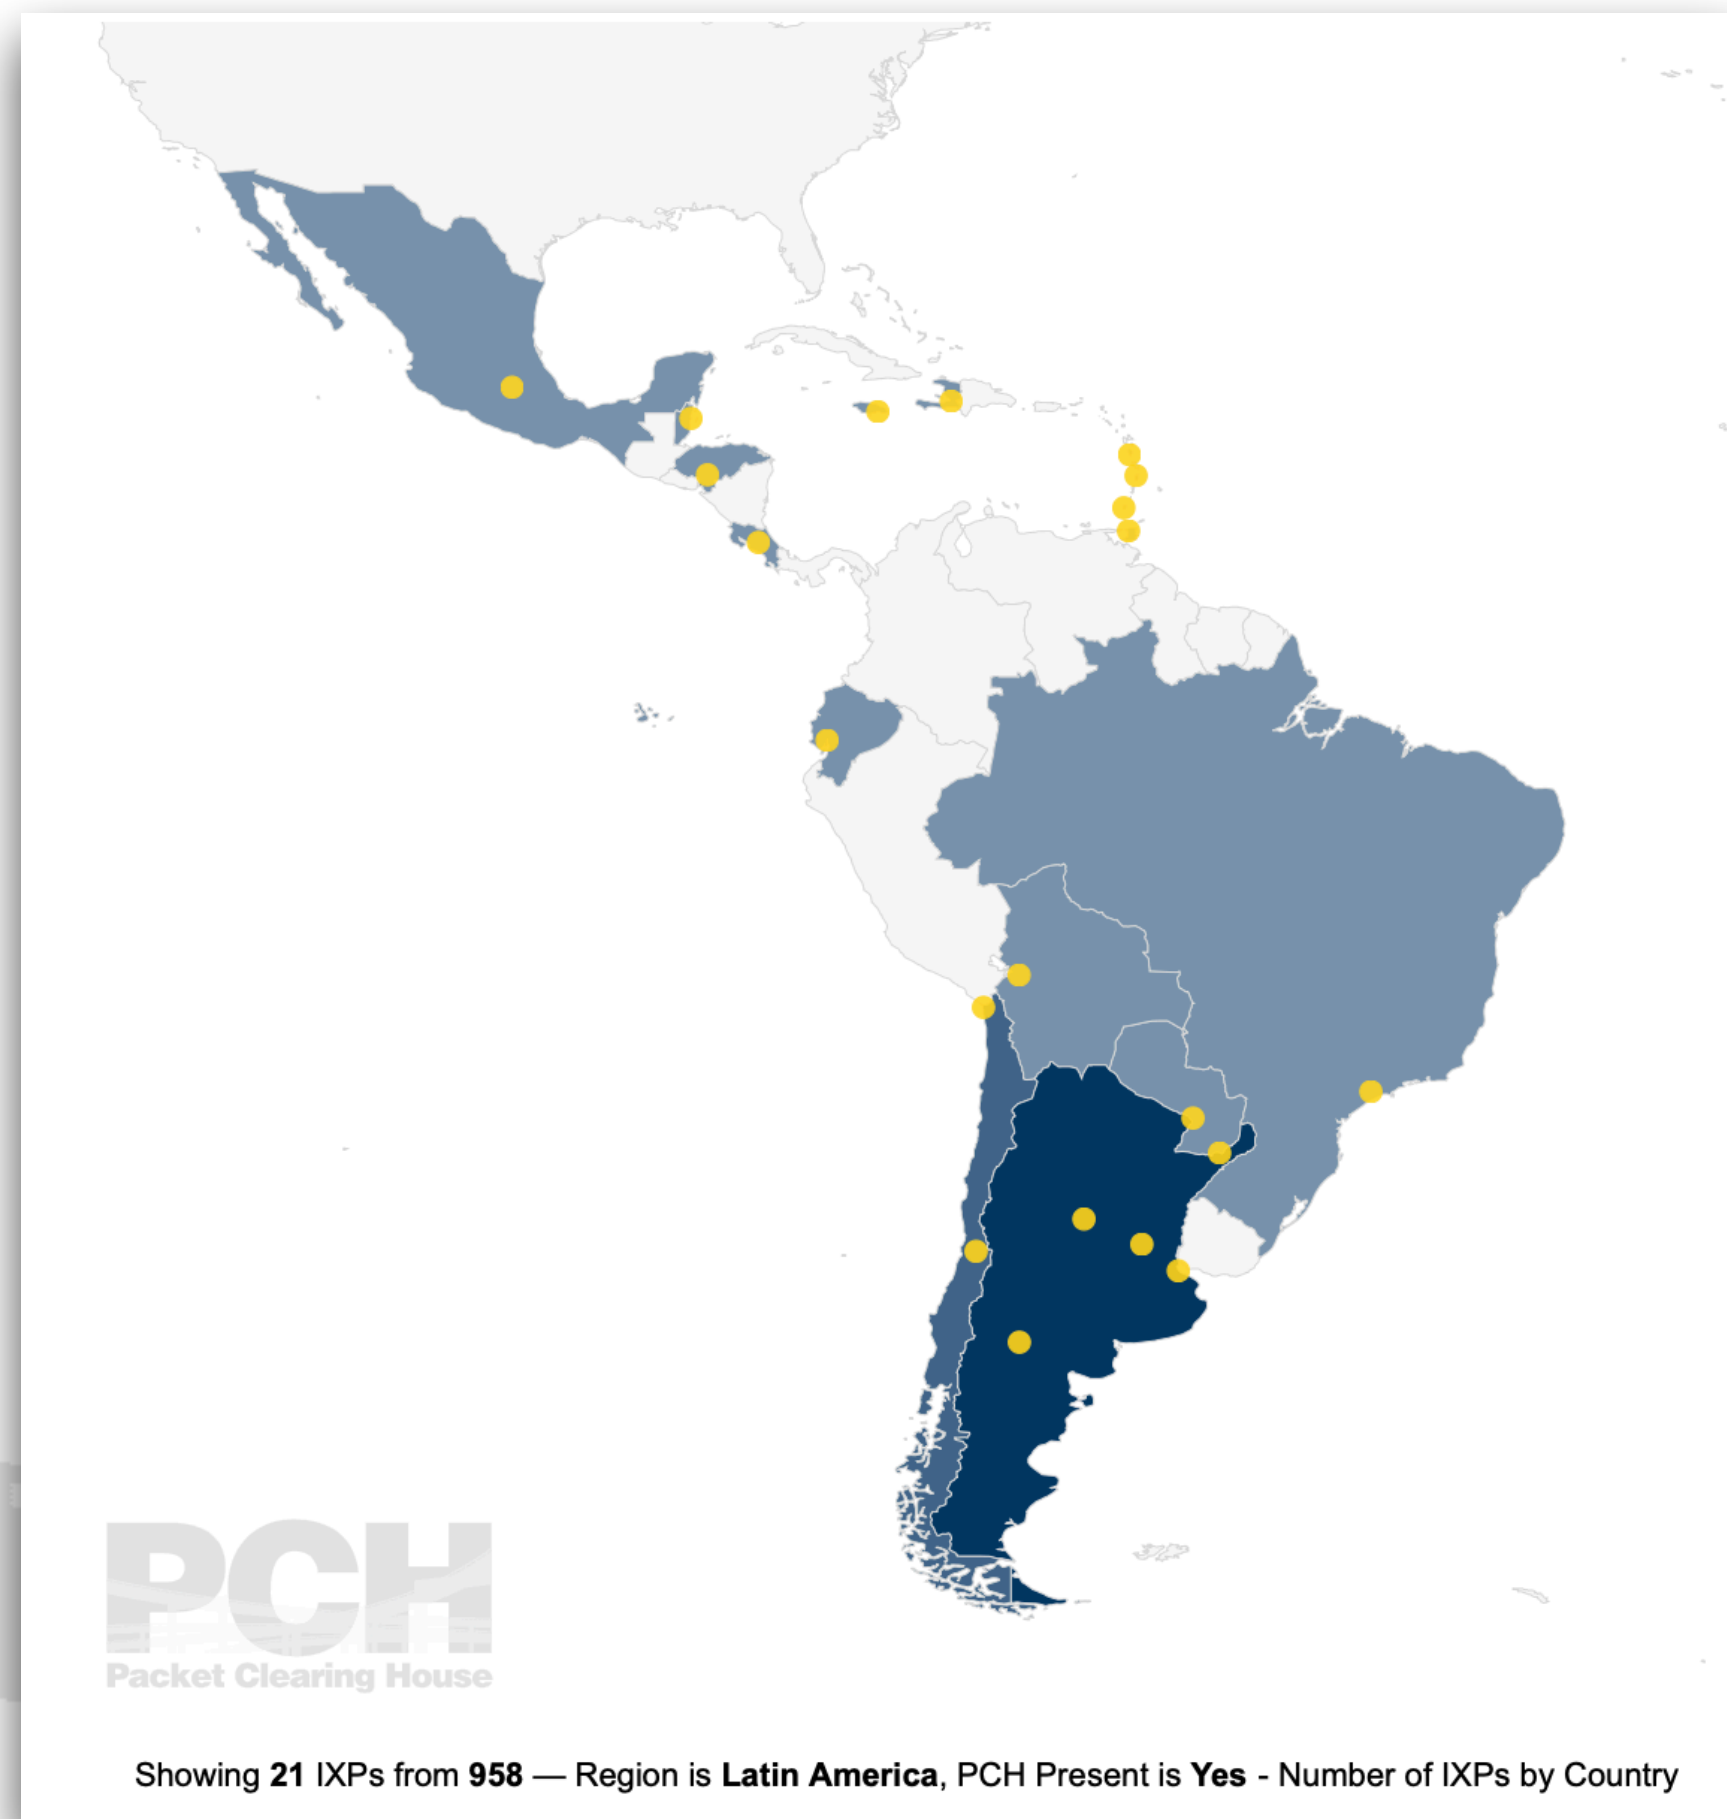 PCH
Packet Clearing House
Showing 21 IXPs from 958 — Region is Latin America, PCH Present is Yes - Number of IXPs by Country